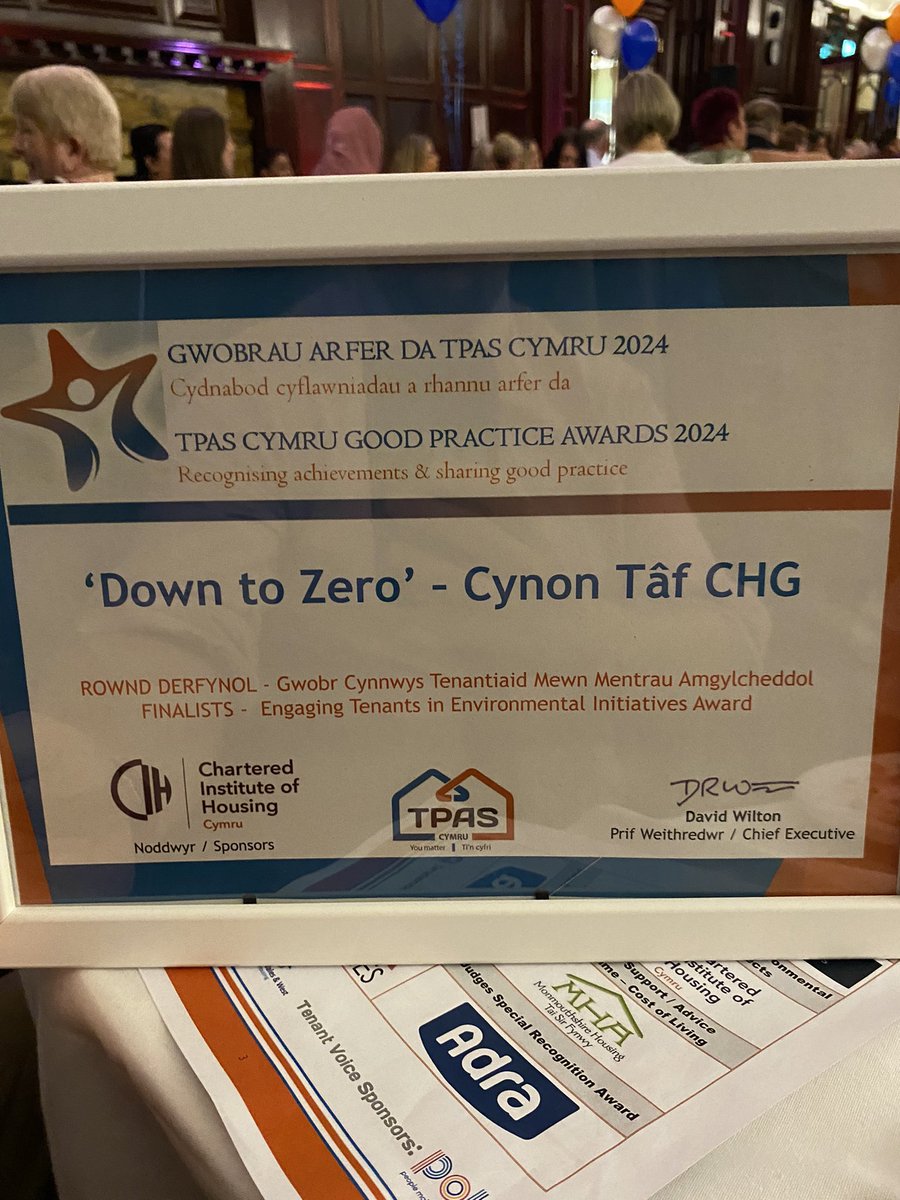 GWOBRAU ARFER DA TPAS CYMRU 2024
Cydnabod cyflawniadau a rhannu arfer da
TPAS CYMRU GOOD PRACTICE AWARDS 2024
Recognising achievements & sharing good practice
‘Down to Zero’ - Cynon Tâf CHG
ROWND DERFYNOL - Gwobr Cynnwys Tenantiaid Mewn Mentrau Amgylcheddol
FINALISTS - Engaging Tenants in Environmental Initiatives Award
CIH
Chartered
Institute of
Housing
Cymru
Noddwyr / Sponsors
TPAS
CYMRU
You matter | Ti'n cyfri
DRW
David Wilton
Prif Weithredwr / Chief Executive
Housing
Cymru
Support / Advice
Cost of Living
MHA
Monmouthshire Housing
Tai Sir Fynwy
Judges Special Recognition Award
Adra
Tenant Voice Sponsors:
3